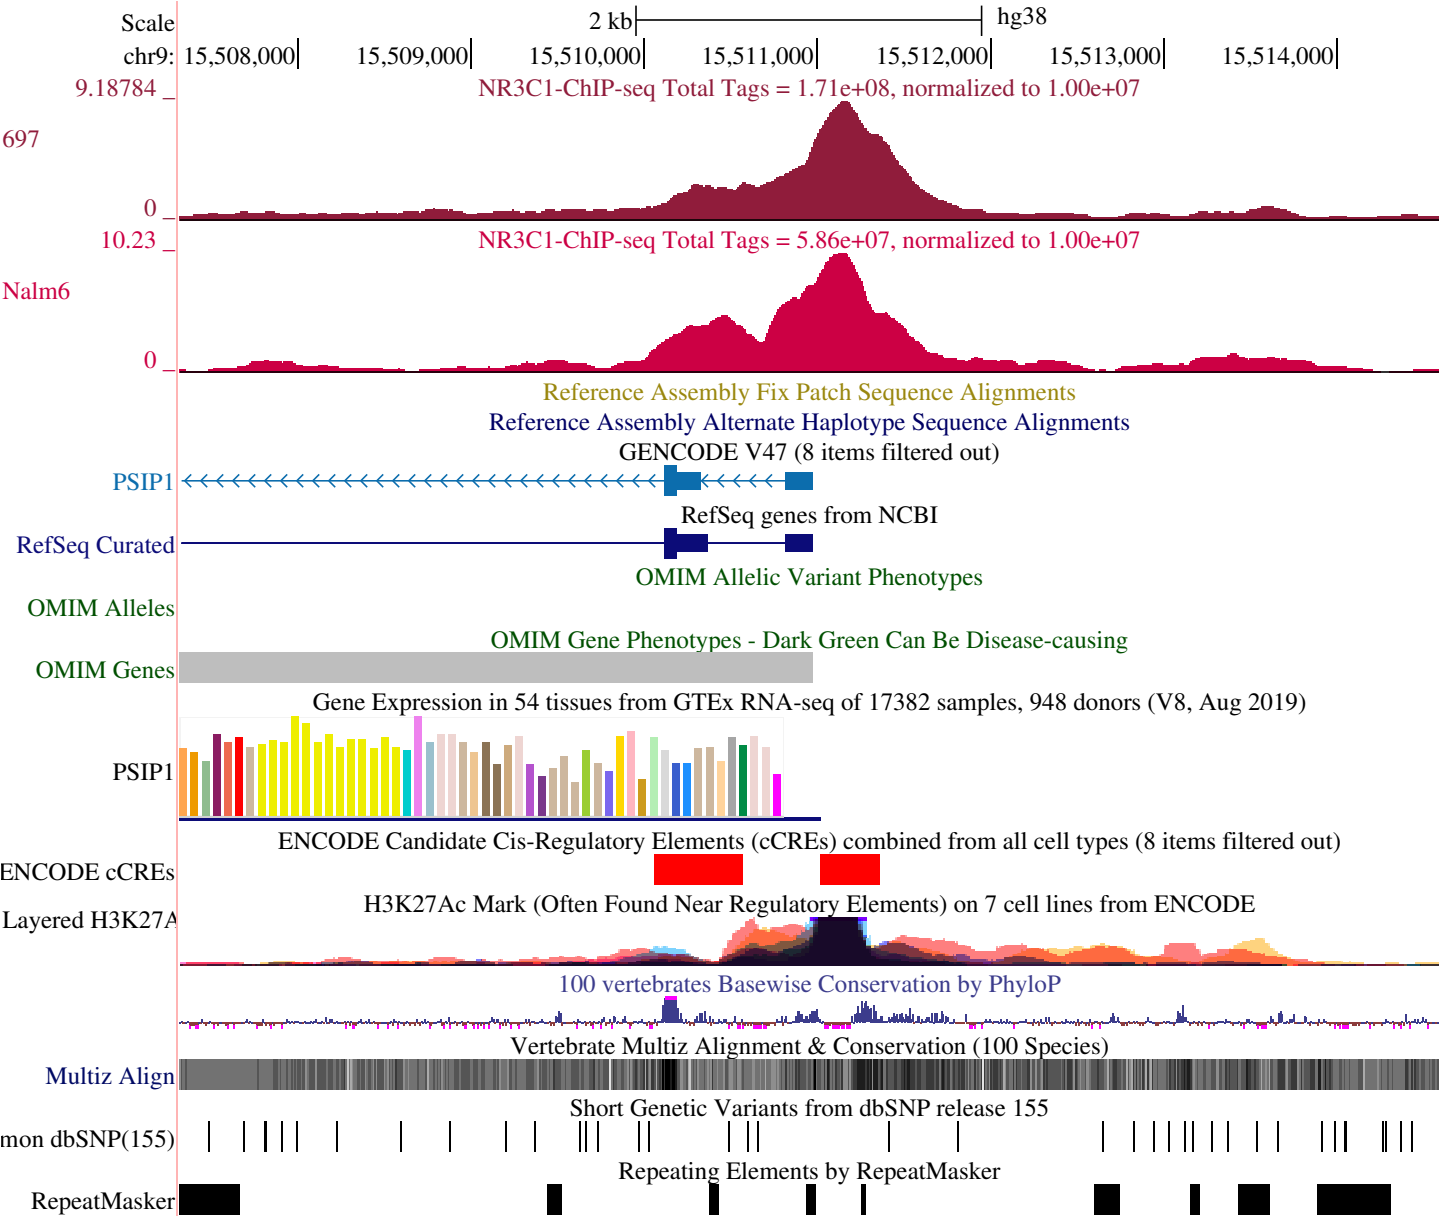 Scale 2 kb hg38
chr9: 15,508,000 15,509,000 15,510,000 15,511,000 15,512,000 15,513,000 15,514,000
NR3C1-ChIP-seq Total Tags = 1.71e+08, normalized to 1.00e+07
9.18784 _
697
0 _
NR3C1-ChIP-seq Total Tags = 5.86e+07, normalized to 1.00e+07
10.23 _
Nalm6
0 _
Reference Assembly Fix Patch Sequence Alignments
Reference Assembly Alternate Haplotype Sequence Alignments
GENCODE V47 (8 items filtered out)
PSIP1
RefSeq genes from NCBI
RefSeq Curated
OMIM Allelic Variant Phenotypes
OMIM Alleles
OMIM Gene Phenotypes - Dark Green Can Be Disease-causing
OMIM Genes
Gene Expression in 54 tissues from GTEx RNA-seq of 17382 samples, 948 donors (V8, Aug 2019)
PSIP1
ENCODE Candidate Cis-Regulatory Elements (cCREs) combined from all cell types (8 items filtered out)
ENCODE cCREs
H3K27Ac Mark (Often Found Near Regulatory Elements) on 7 cell lines from ENCODE
Layered H3K27A
100 vertebrates Basewise Conservation by PhyloP
Vertebrate Multiz Alignment & Conservation (100 Species)
Multiz Align
Short Genetic Variants from dbSNP release 155
mon dbSNP(155)
Repeating Elements by RepeatMasker
RepeatMasker